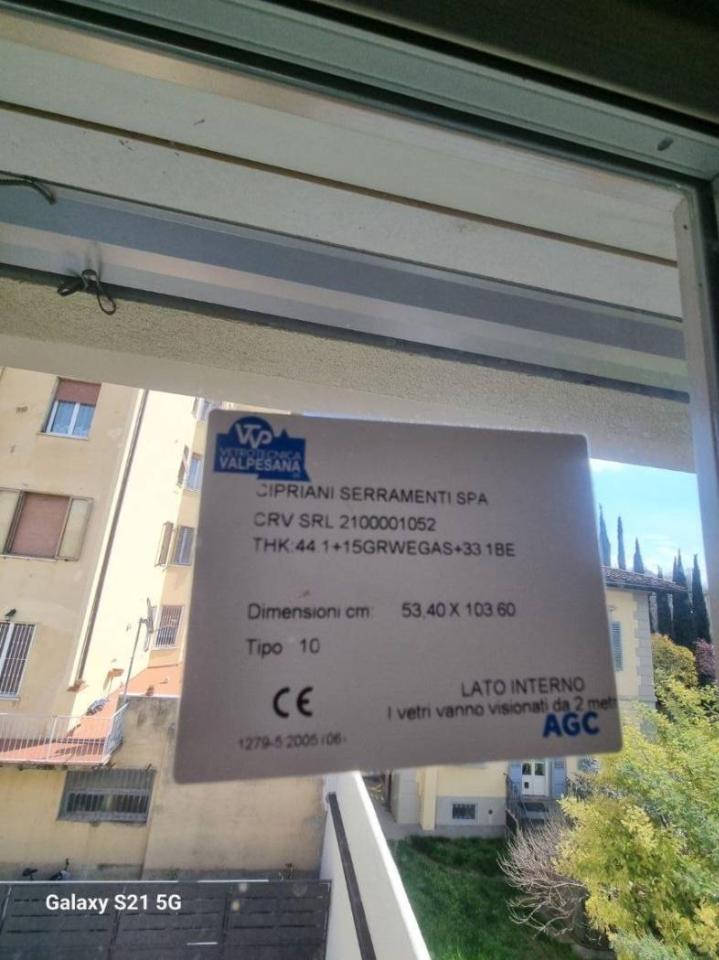 VTVP
VETROTECNICA
VALPESANA
CIPRIANI SERRAMENTI SPA
CRV SRL 2100001052
THK:44.1+15GRWEGAS+33.1BE
Dimensioni cm: 53,40 X 103.60
Tipo 10
CE
LATO INTERNO
I vetri vanno visionati da 2 metri
AGC
1279-5:2005
Galaxy S21 5G